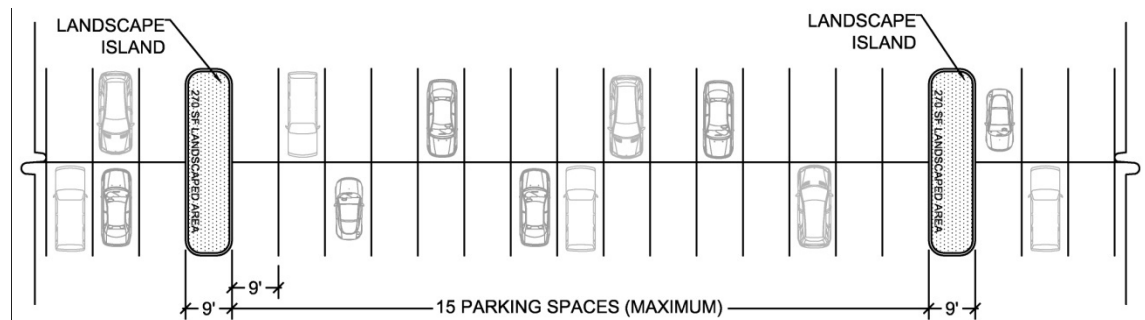 LANDSCAPE
ISLAND
LANDSCAPE
ISLAND
270 SF LANDSCAPED AREA
270 SF LANDSCAPED AREA
9'
9'
15 PARKING SPACES (MAXIMUM)
9'